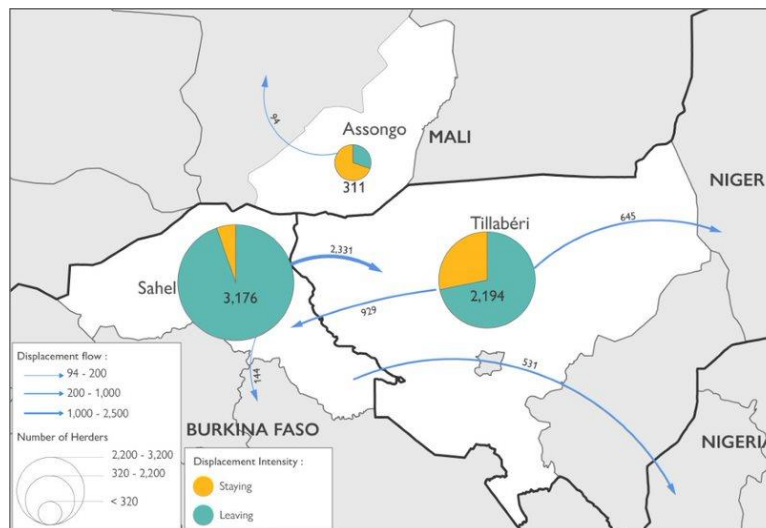 94
Assongo
MALI
311
NIGER
Tillabéri
645
2,331
Sahel
3,176
2,194
929
531
144
BURKINA FASO
NIGERIA
Displacement flow :
94 - 200
200 - 1,000
1,000 - 2,500
Number of Herders
2,200 - 3,200
320 - 2,200
< 320
Displacement Intensity :
Staying
Leaving